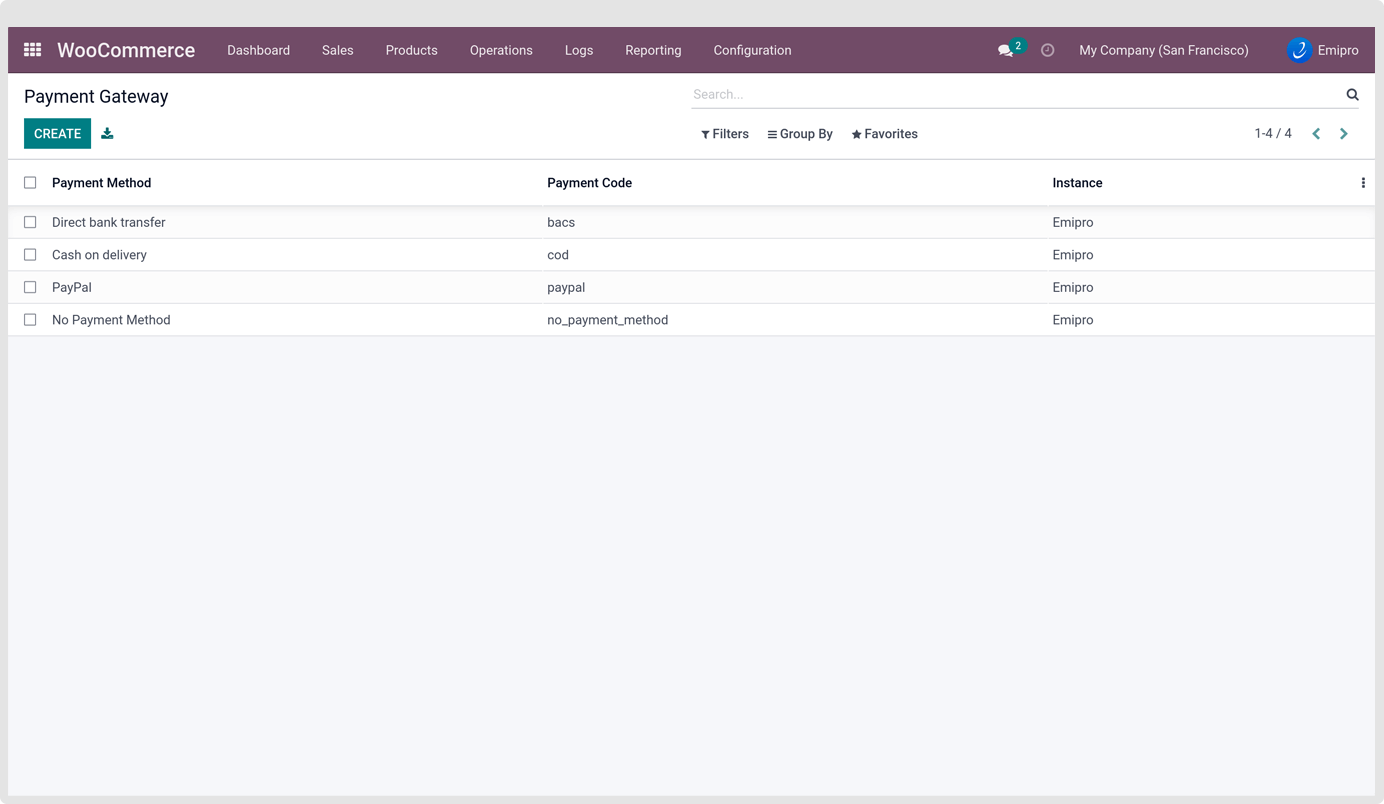 WooCommerce Dashboard Sales Products Operations Logs Reporting Configuration 2 My Company (San Francisco) Emipro
Payment Gateway Search...
CREATE Filters Group By Favorites 1-4 / 4
Payment Method Payment Code Instance
Direct bank transfer bacs Emipro
Cash on delivery cod Emipro
PayPal paypal Emipro
No Payment Method no_payment_method Emipro